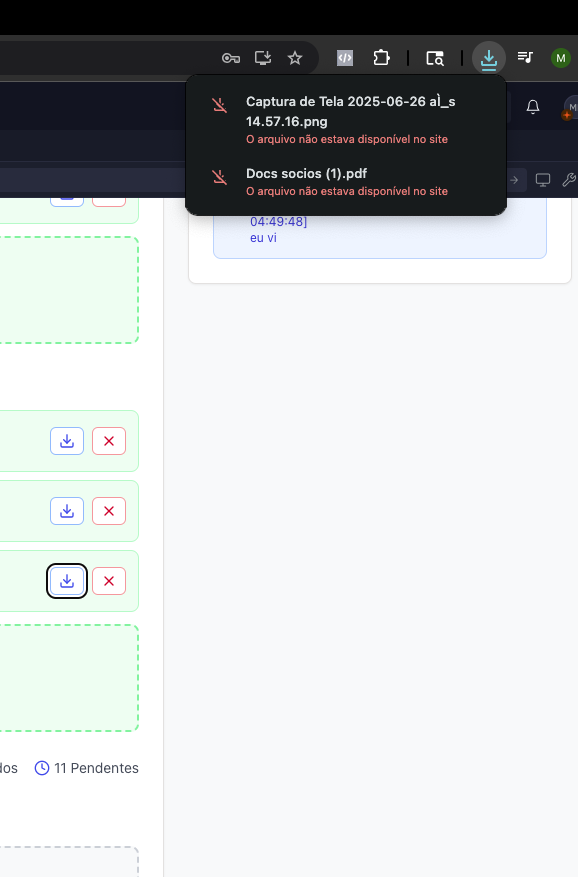 M
Captura de Tela 2025-06-26 aÌ_s
14.57.16.png
O arquivo não estava disponível no site
Docs socios (1).pdf
O arquivo não estava disponível no site
04:49:48]
eu vi
11 Pendentes